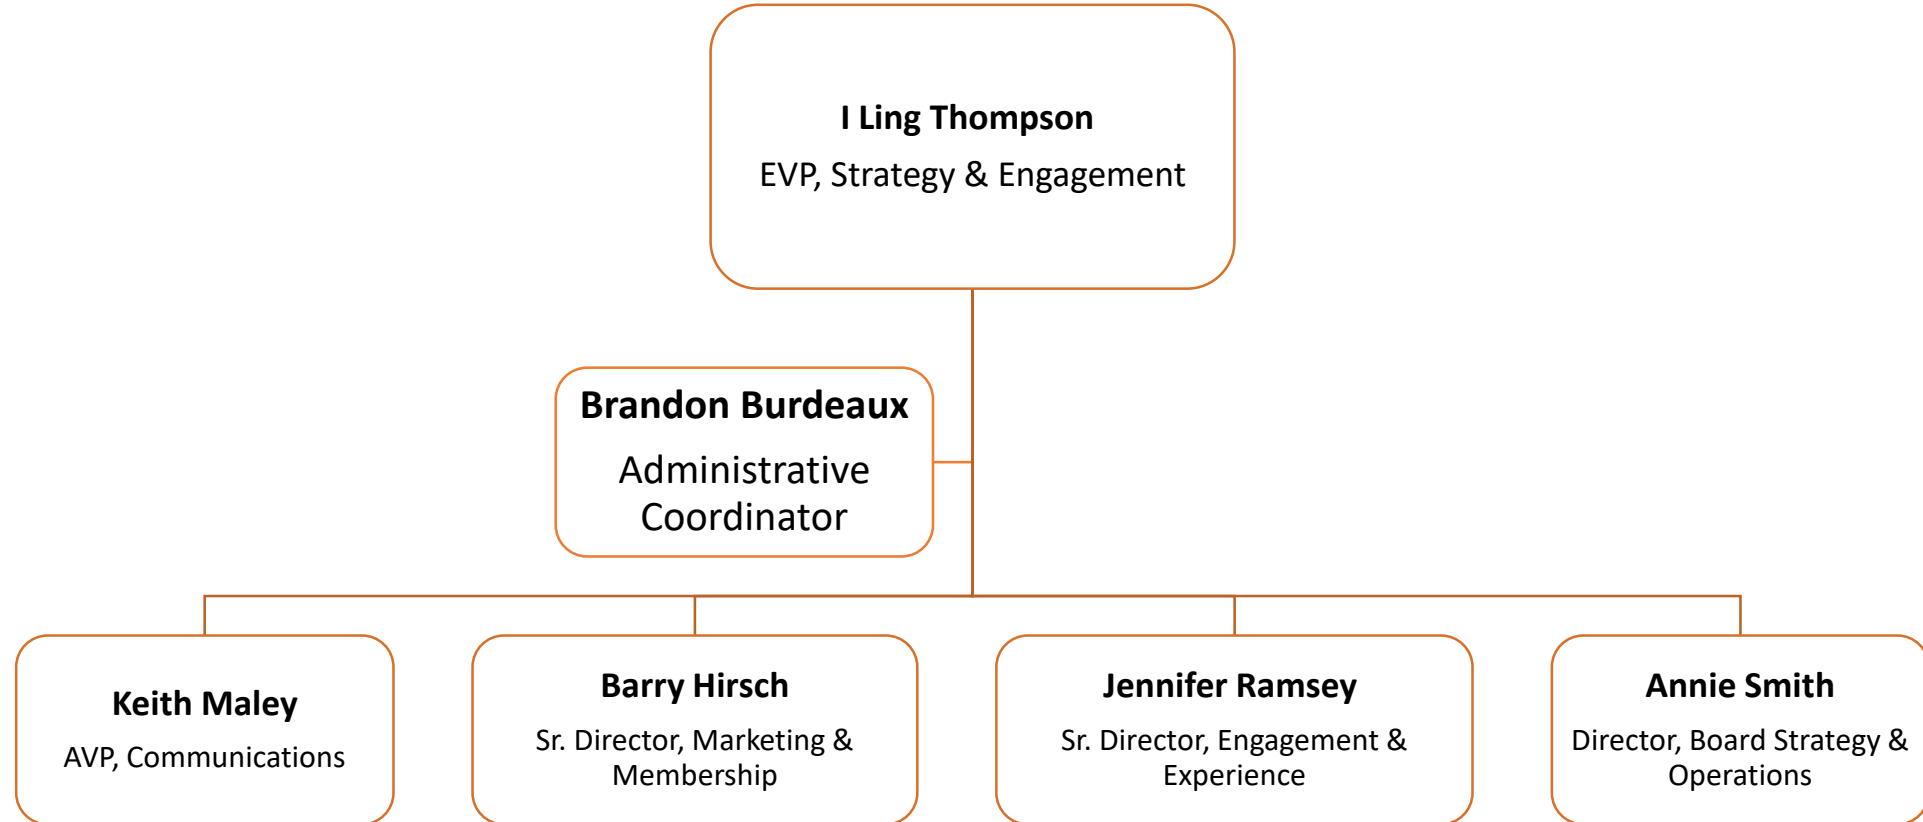 I Ling Thompson
EVP, Strategy & Engagement
Brandon Burdeaux
Administrative
Coordinator
Keith Maley
AVP, Communications
Barry Hirsch
Sr. Director, Marketing &
Membership
Jennifer Ramsey
Sr. Director, Engagement &
Experience
Annie Smith
Director, Board Strategy &
Operations